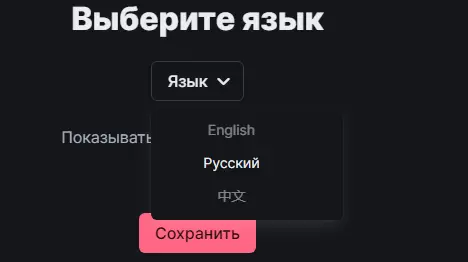 Выберите язык
Язык
English
Показывать
Русский
中文
Сохранить